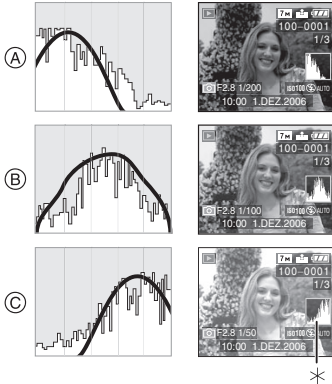 A
7M
100-0001
1/3
F2.8 1/200 ISO100 AUTO
10:00 1.DEZ.2006
B
7M
100-0001
1/3
F2.8 1/100 ISO100 AUTO
10:00 1.DEZ.2006
C
7M
100-0001
1/3
F2.8 1/50 ISO100 AUTO
10:00 1.DEZ.2006
*